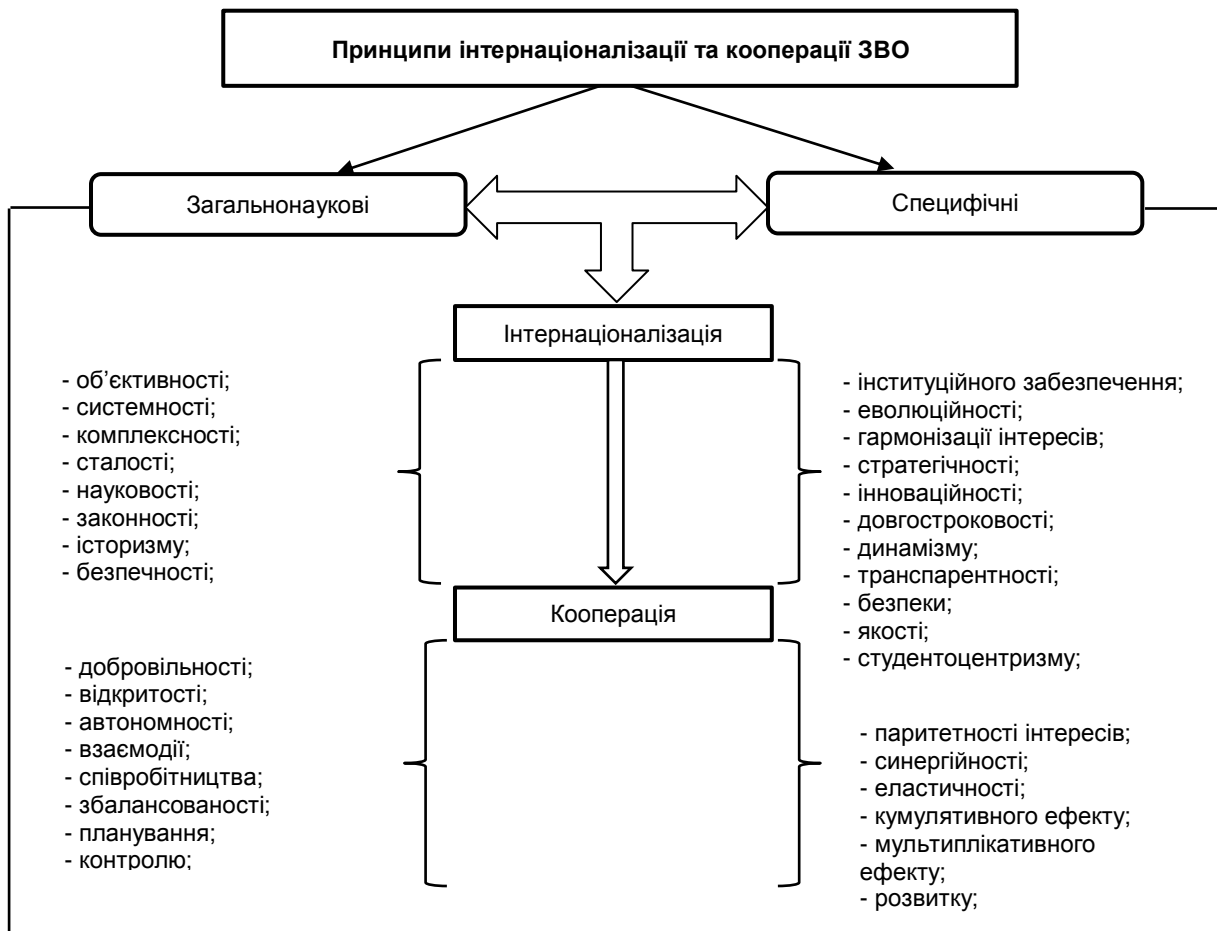 Принципи інтернаціоналізації та кооперації ЗВО
Загальнонаукові
Специфічні
Інтернаціоналізація
- об’єктивності;
- системності;
- комплексності;
- сталості;
- науковості;
- законності;
- історизму;
- безпечності;
- інституційного забезпечення;
- еволюційності;
- гармонізації інтересів;
- стратегічності;
- інноваційності;
- довгостроковості;
- динамізму;
- транспарентності;
- безпеки;
- якості;
- студентоцентризму;
Кооперація
- добровільності;
- відкритості;
- автономності;
- взаємодії;
- співробітництва;
- збалансованості;
- планування;
- контролю;
- паритетності інтересів;
- синергійності;
- еластичності;
- кумулятивного ефекту;
- мультиплікативного
ефекту;
- розвитку;